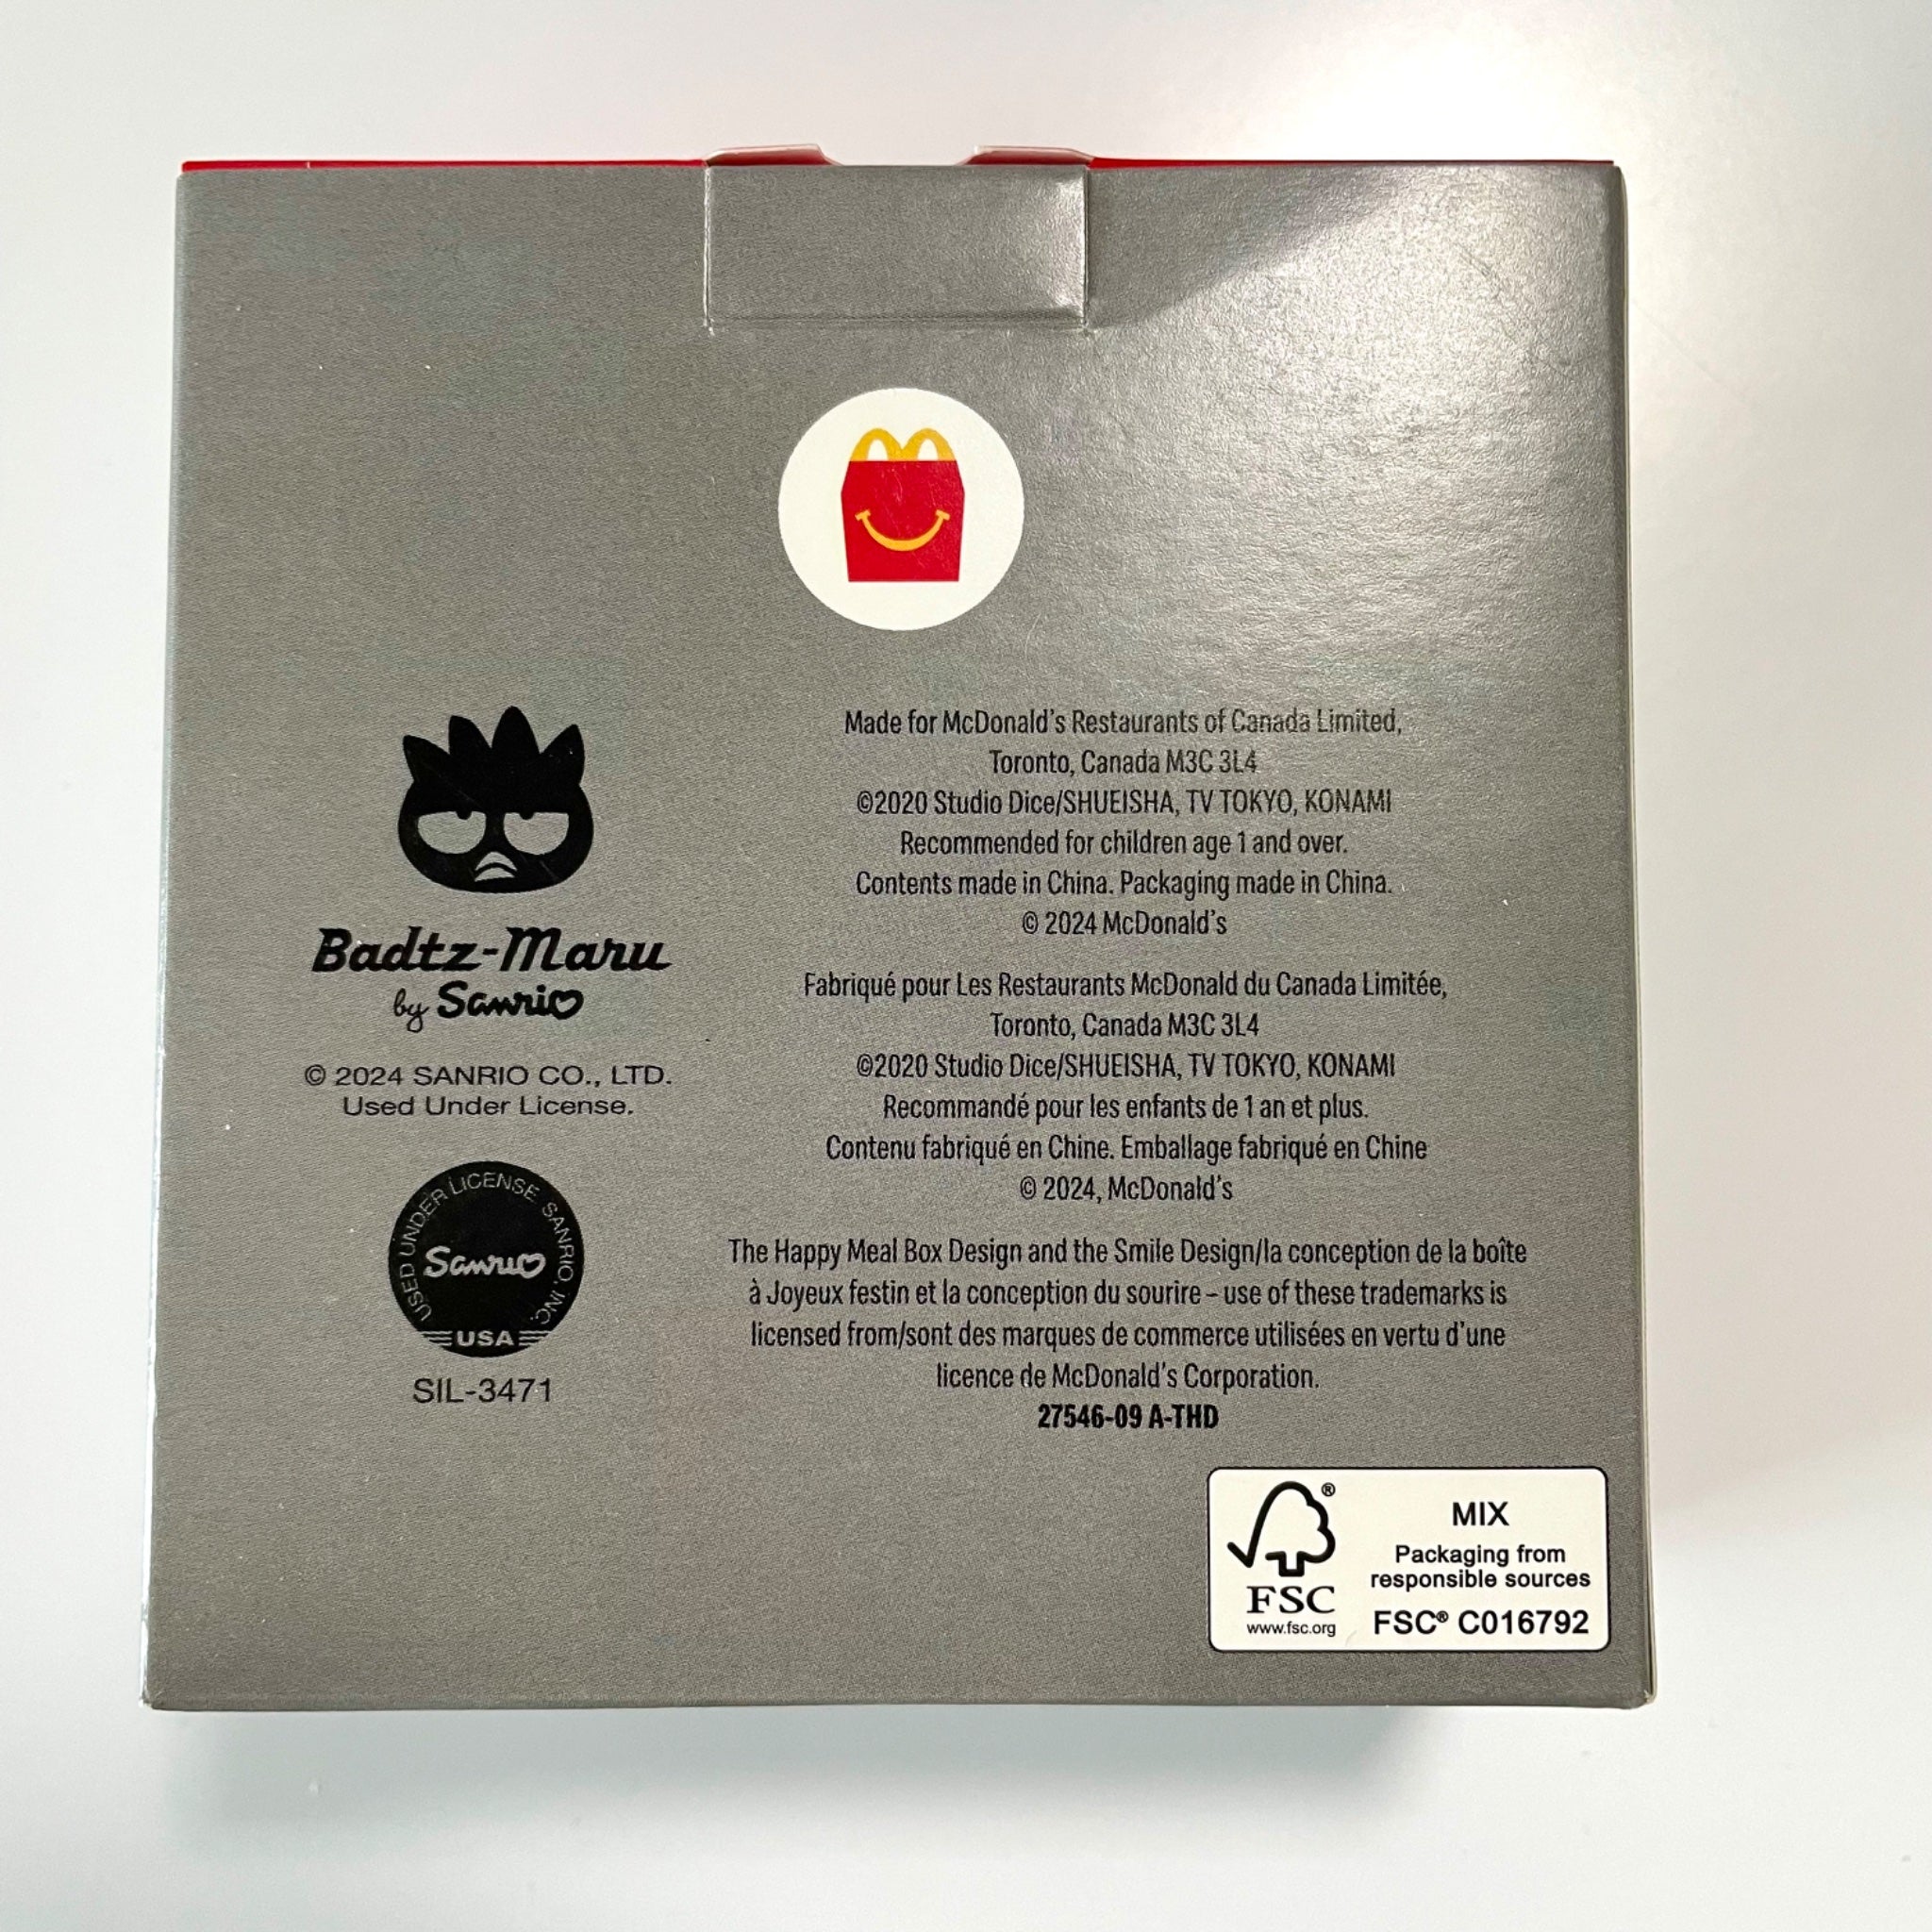 Made for McDonald's Restaurants of Canada Limited,
Toronto, Canada M3C 3L4
©2020 Studio Dice/SHUEISHA, TV TOKYO, KONAMI
Recommended for children age 1 and over.
Contents made in China. Packaging made in China.
© 2024 McDonald's
Fabriqué pour Les Restaurants McDonald du Canada Limitée,
Toronto, Canada M3C 3L4
©2020 Studio Dice/SHUEISHA, TV TOKYO, KONAMI
Recommandé pour les enfants de 1 an et plus.
Contenu fabriqué en Chine. Emballage fabriqué en Chine
© 2024, McDonald's
The Happy Meal Box Design and the Smile Design/la conception de la boîte
à Joyeux festin et la conception du sourire – use of these trademarks is
licensed from/sont des marques de commerce utilisées en vertu d'une
licence de McDonald's Corporation.
27546-09 A-THD
Badtz-Maru
by Sanrio
© 2024 SANRIO CO., LTD.
Used Under License.
USED UNDER LICENSE SANRIO, INC.
Sanrio
USA
SIL-3471
®
FSC
www.fsc.org
MIX
Packaging from
responsible sources
FSC® C016792